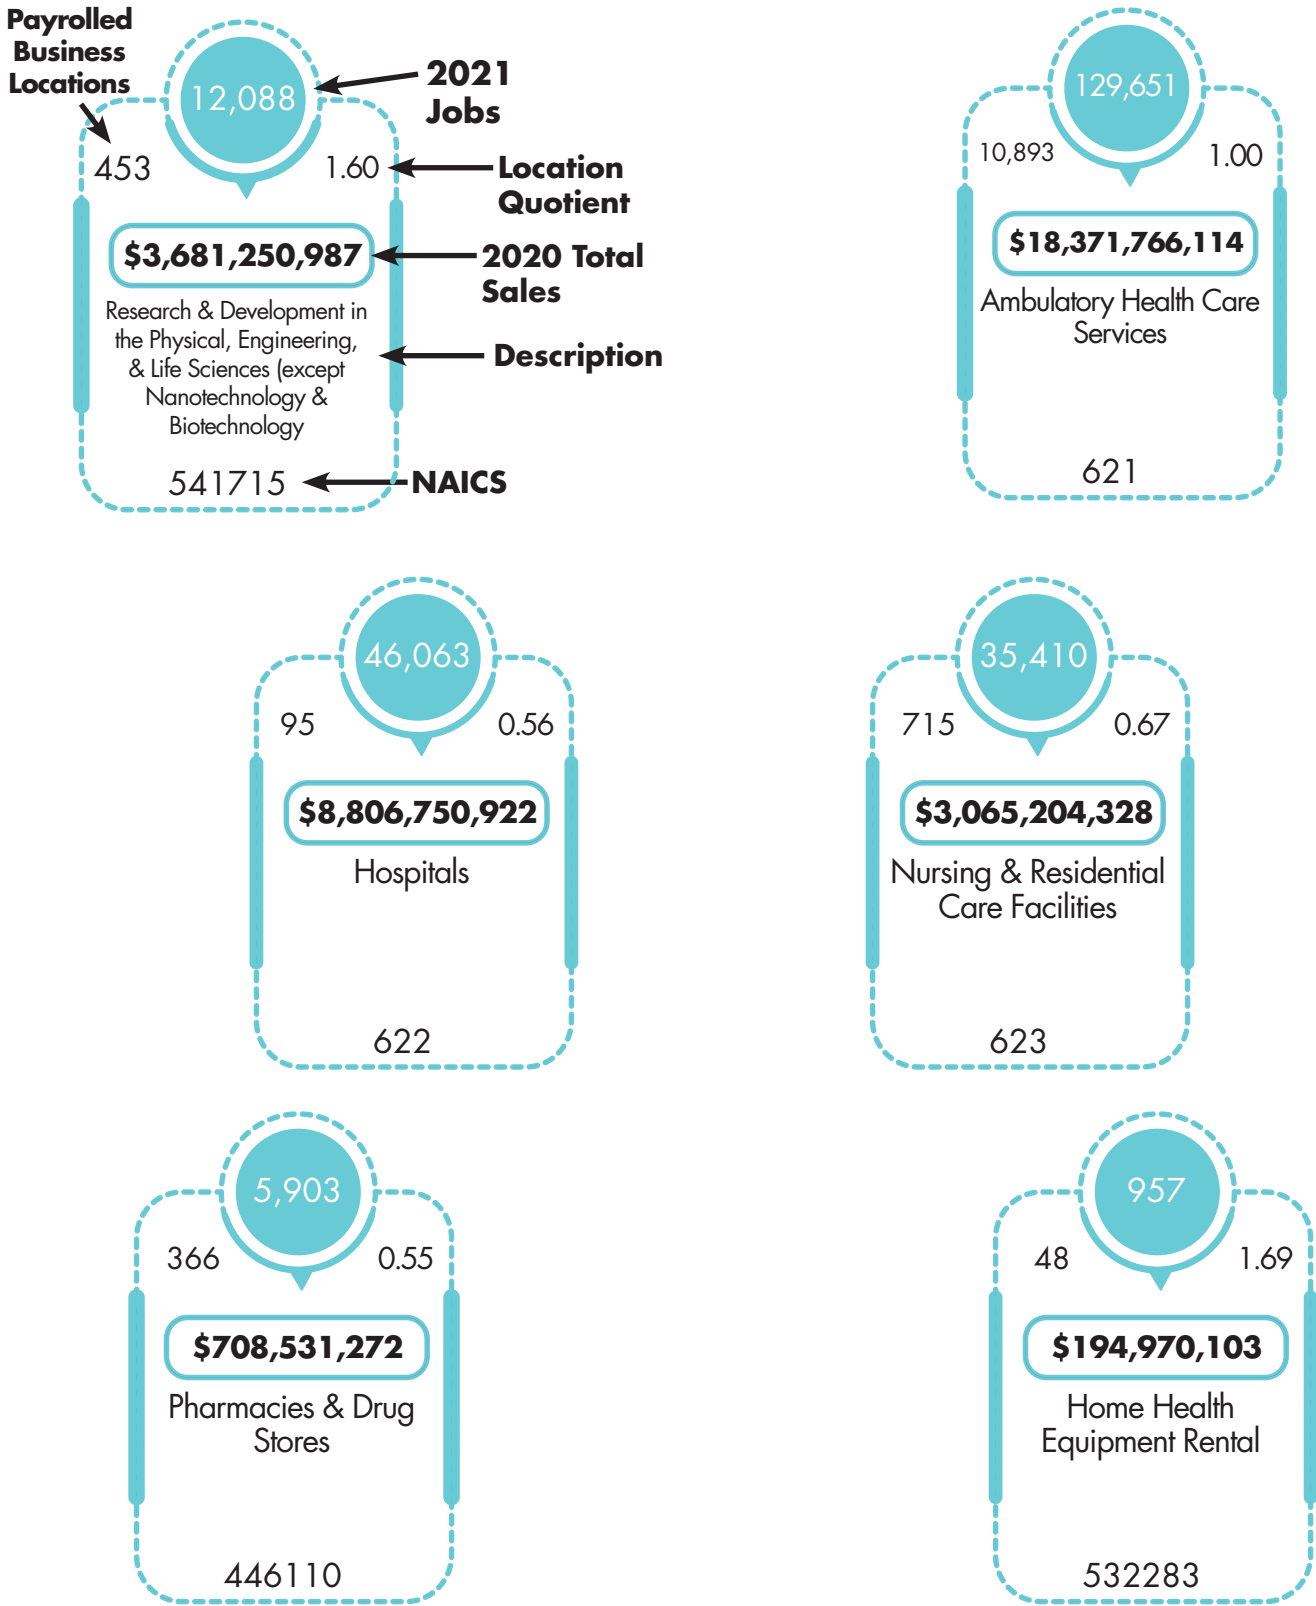 Payrolled
Business
Locations
12,088
2021
Jobs
453
1.60
Location
Quotient
$3,681,250,987
2020 Total
Sales
Research & Development in
the Physical, Engineering,
& Life Sciences (except
Nanotechnology &
Biotechnology
Description
541715
NAICS
129,651
10,893
1.00
$18,371,766,114
Ambulatory Health Care
Services
621
46,063
95
0.56
$8,806,750,922
Hospitals
622
35,410
715
0.67
$3,065,204,328
Nursing & Residential
Care Facilities
623
5,903
366
0.55
$708,531,272
Pharmacies & Drug
Stores
446110
957
48
1.69
$194,970,103
Home Health
Equipment Rental
532283